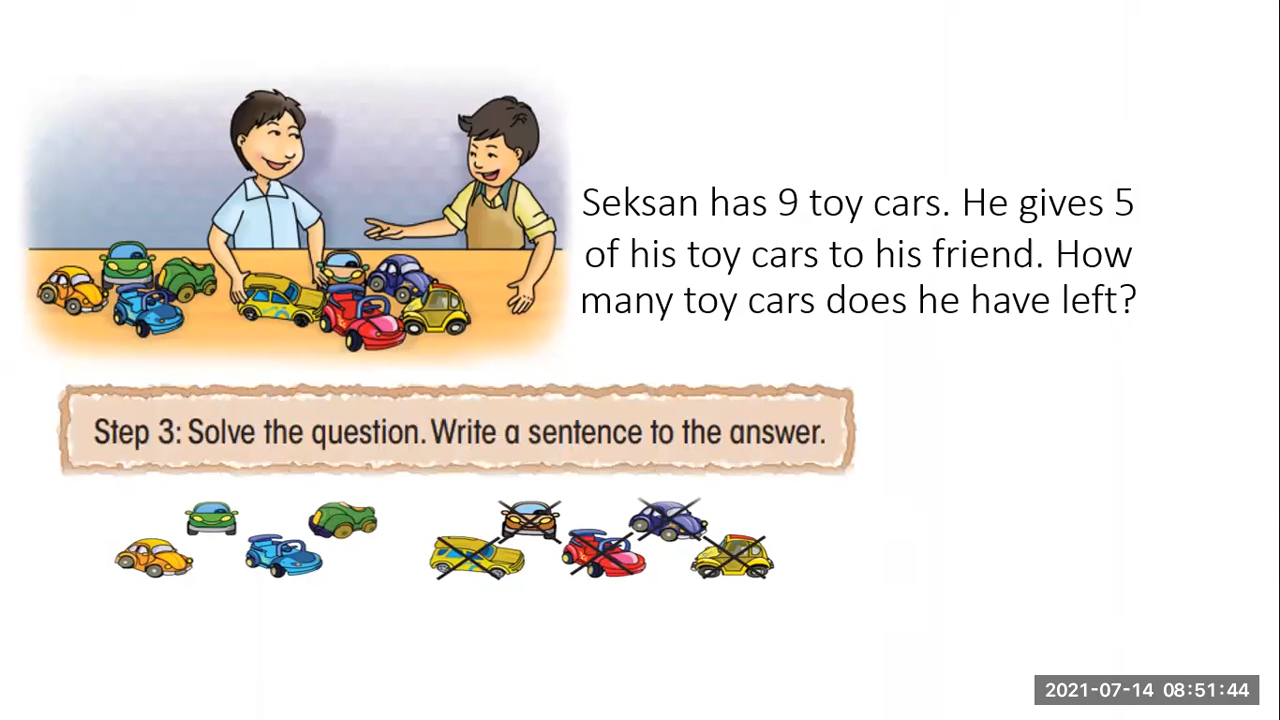 Seksan has 9 toy cars. He gives 5
of his toy cars to his friend. How
many toy cars does he have left?
Step 3: Solve the question. Write a sentence to the answer.
2021-07-14 08:51:44